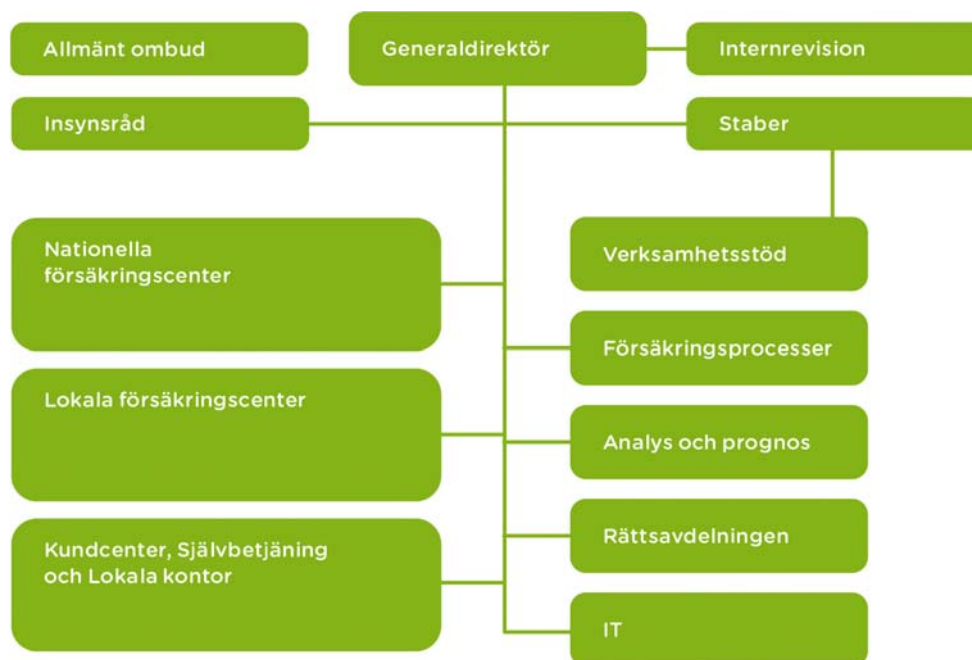 Allmänt ombud
Generaldirektör
Internrevision
Insynsråd
Staber
Nationella
försäkringscenter
Verksamhetsstöd
Försäkringsprocesser
Lokala försäkringscenter
Analys och prognos
Rättsavdelningen
Kundcenter, Självbetjäning
och Lokala kontor
IT